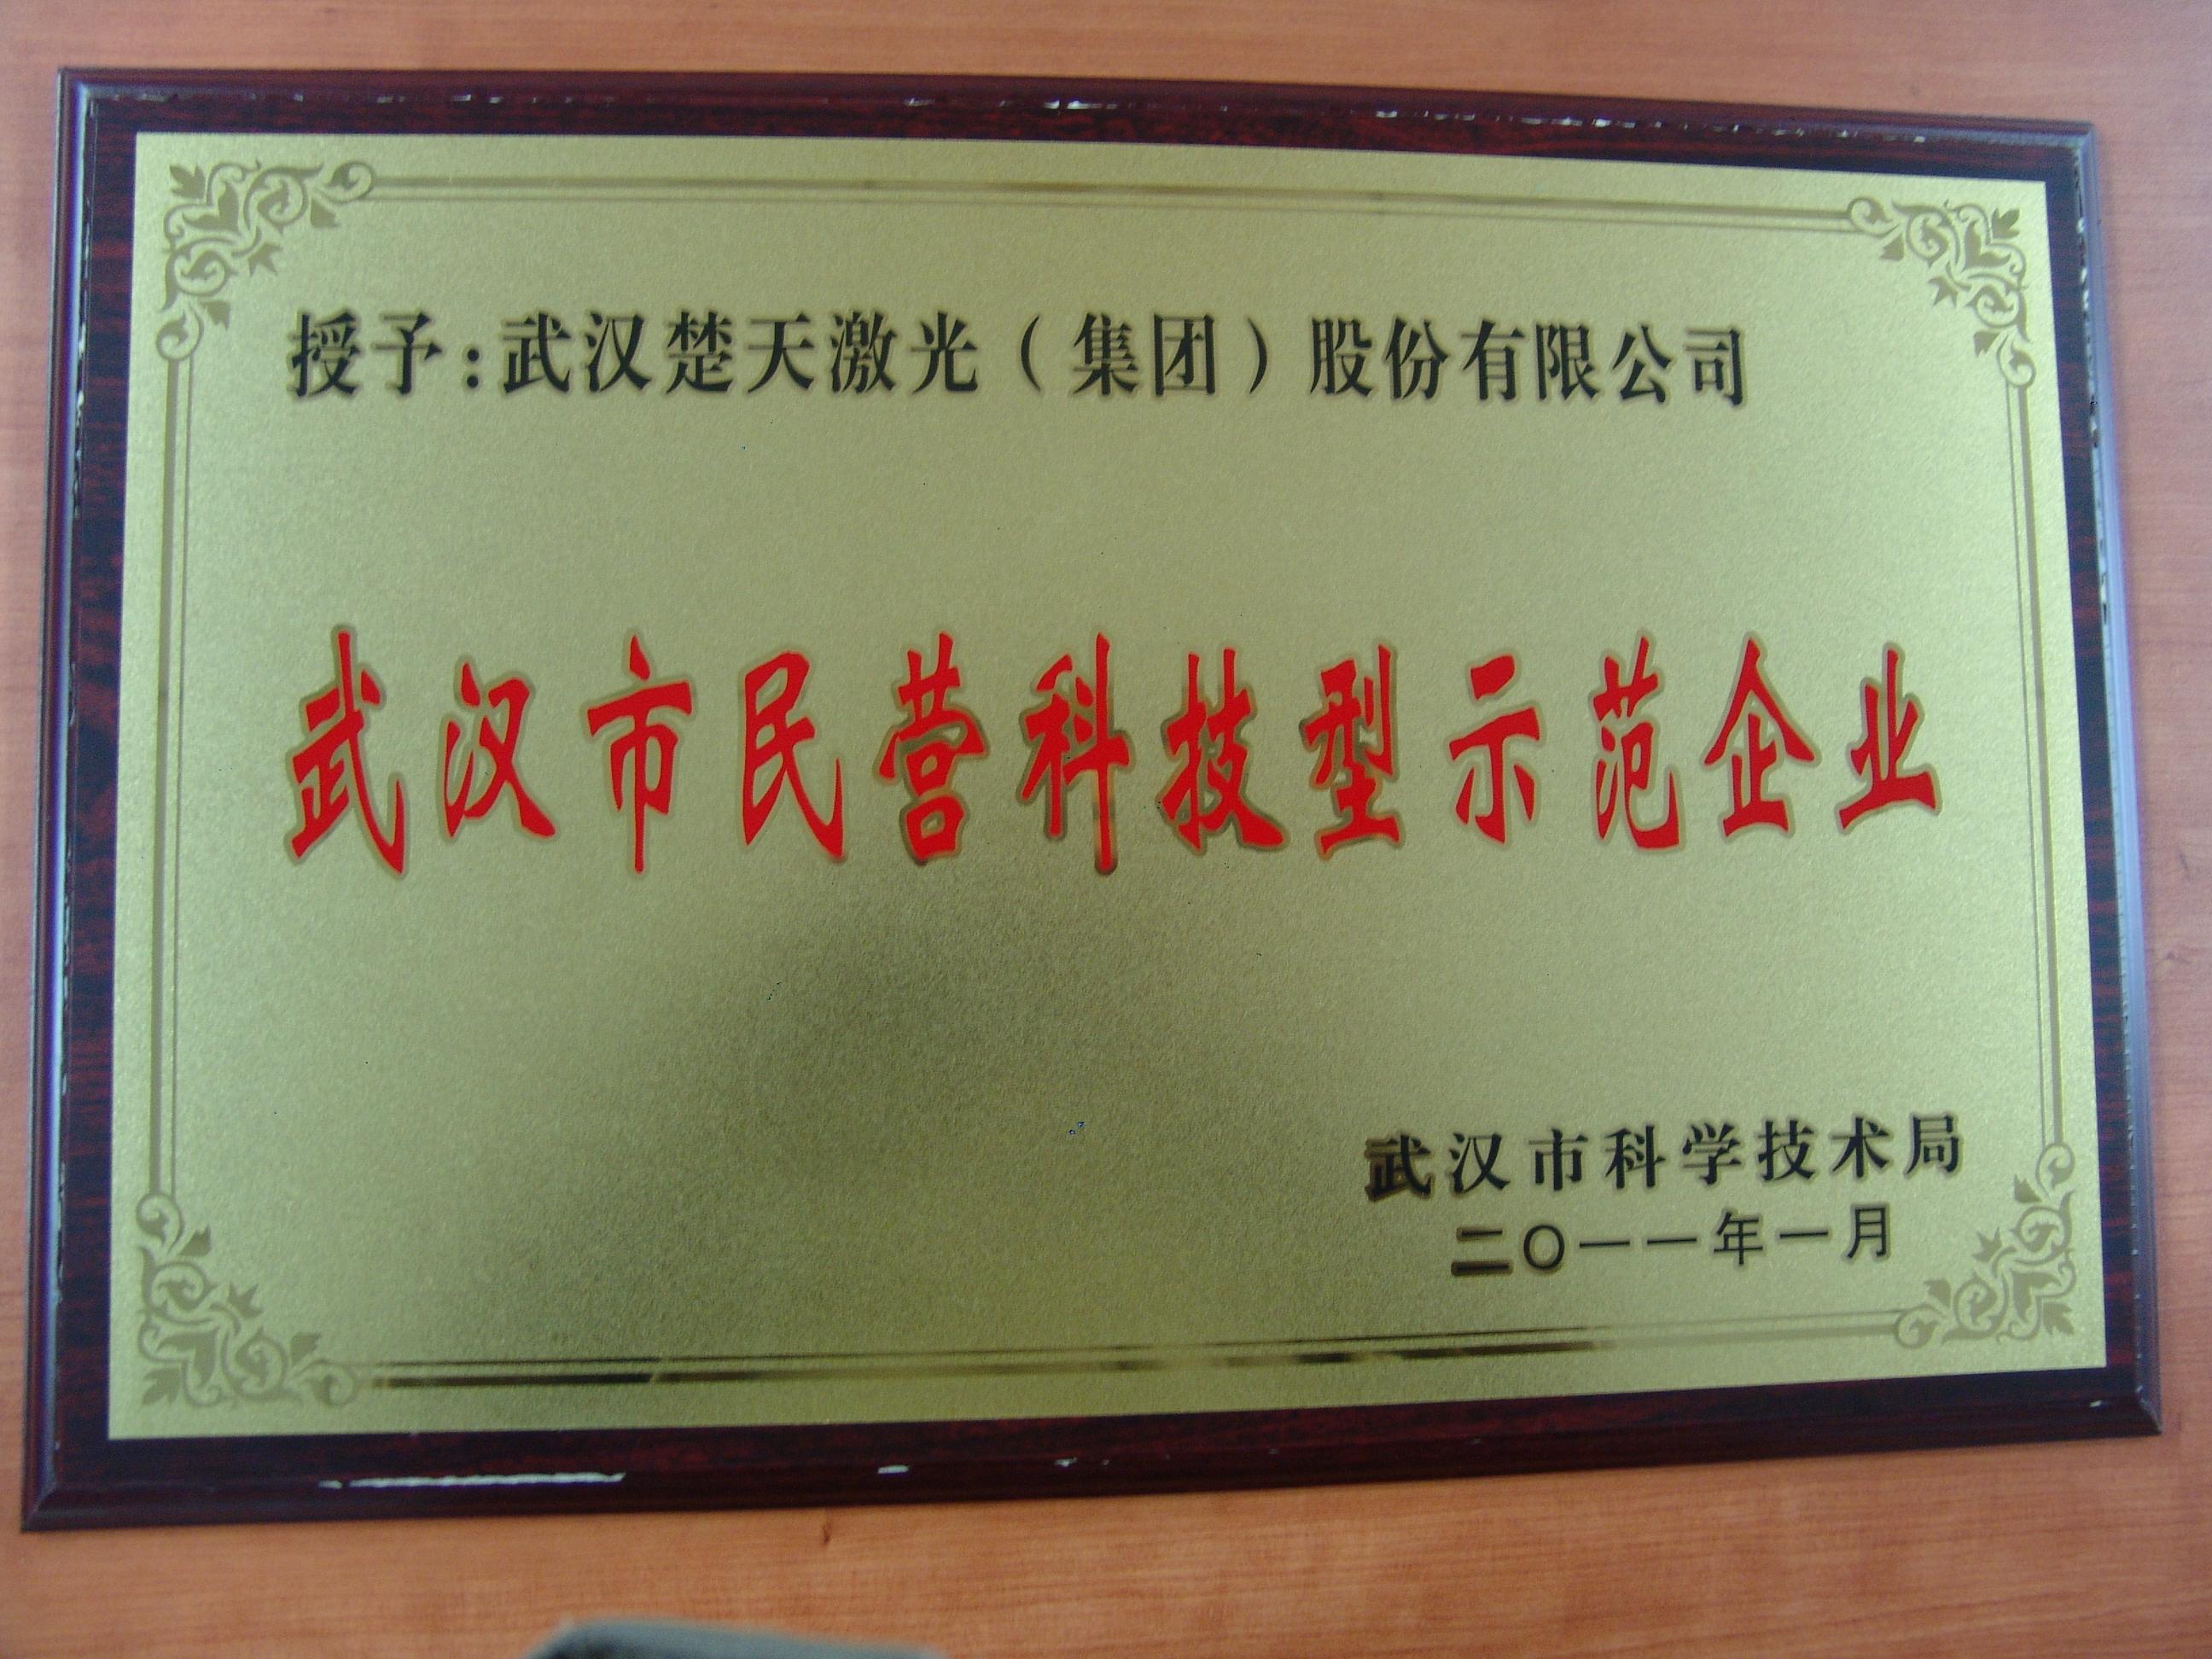 授予:武汉楚天激光（集团）股份有限公司
武汉市民营科技型示范企业
武汉市科学技术局
二〇一一年一月